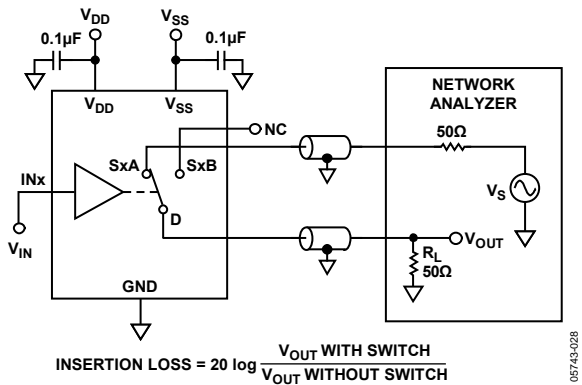 VDD VSS
0.1µF 0.1µF
VDD VSS
NETWORK
ANALYZER
NC
50Ω
SxA SxB
INx
VS
D
VOUT
VIN
RL
50Ω
GND
INSERTION LOSS = 20 log VOUT WITH SWITCH
VOUT WITHOUT SWITCH
05743-028